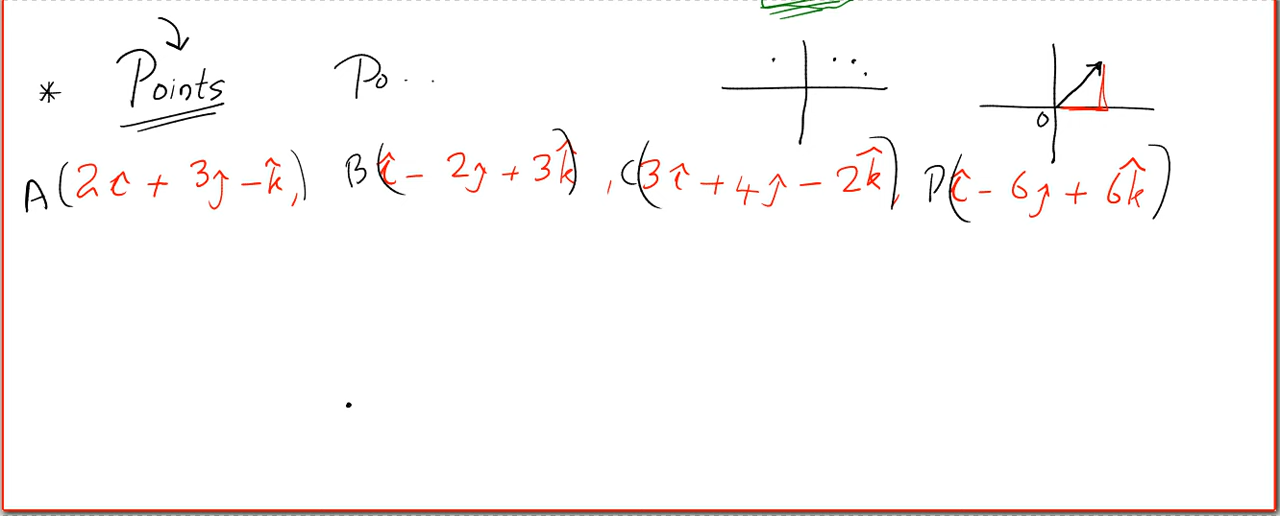 * Points Po..
O
A(2î + 3ĵ - k̂,) B(î - 2ĵ + 3k̂), C(3î + 4ĵ - 2k̂), D(î - 6ĵ + 6k̂)